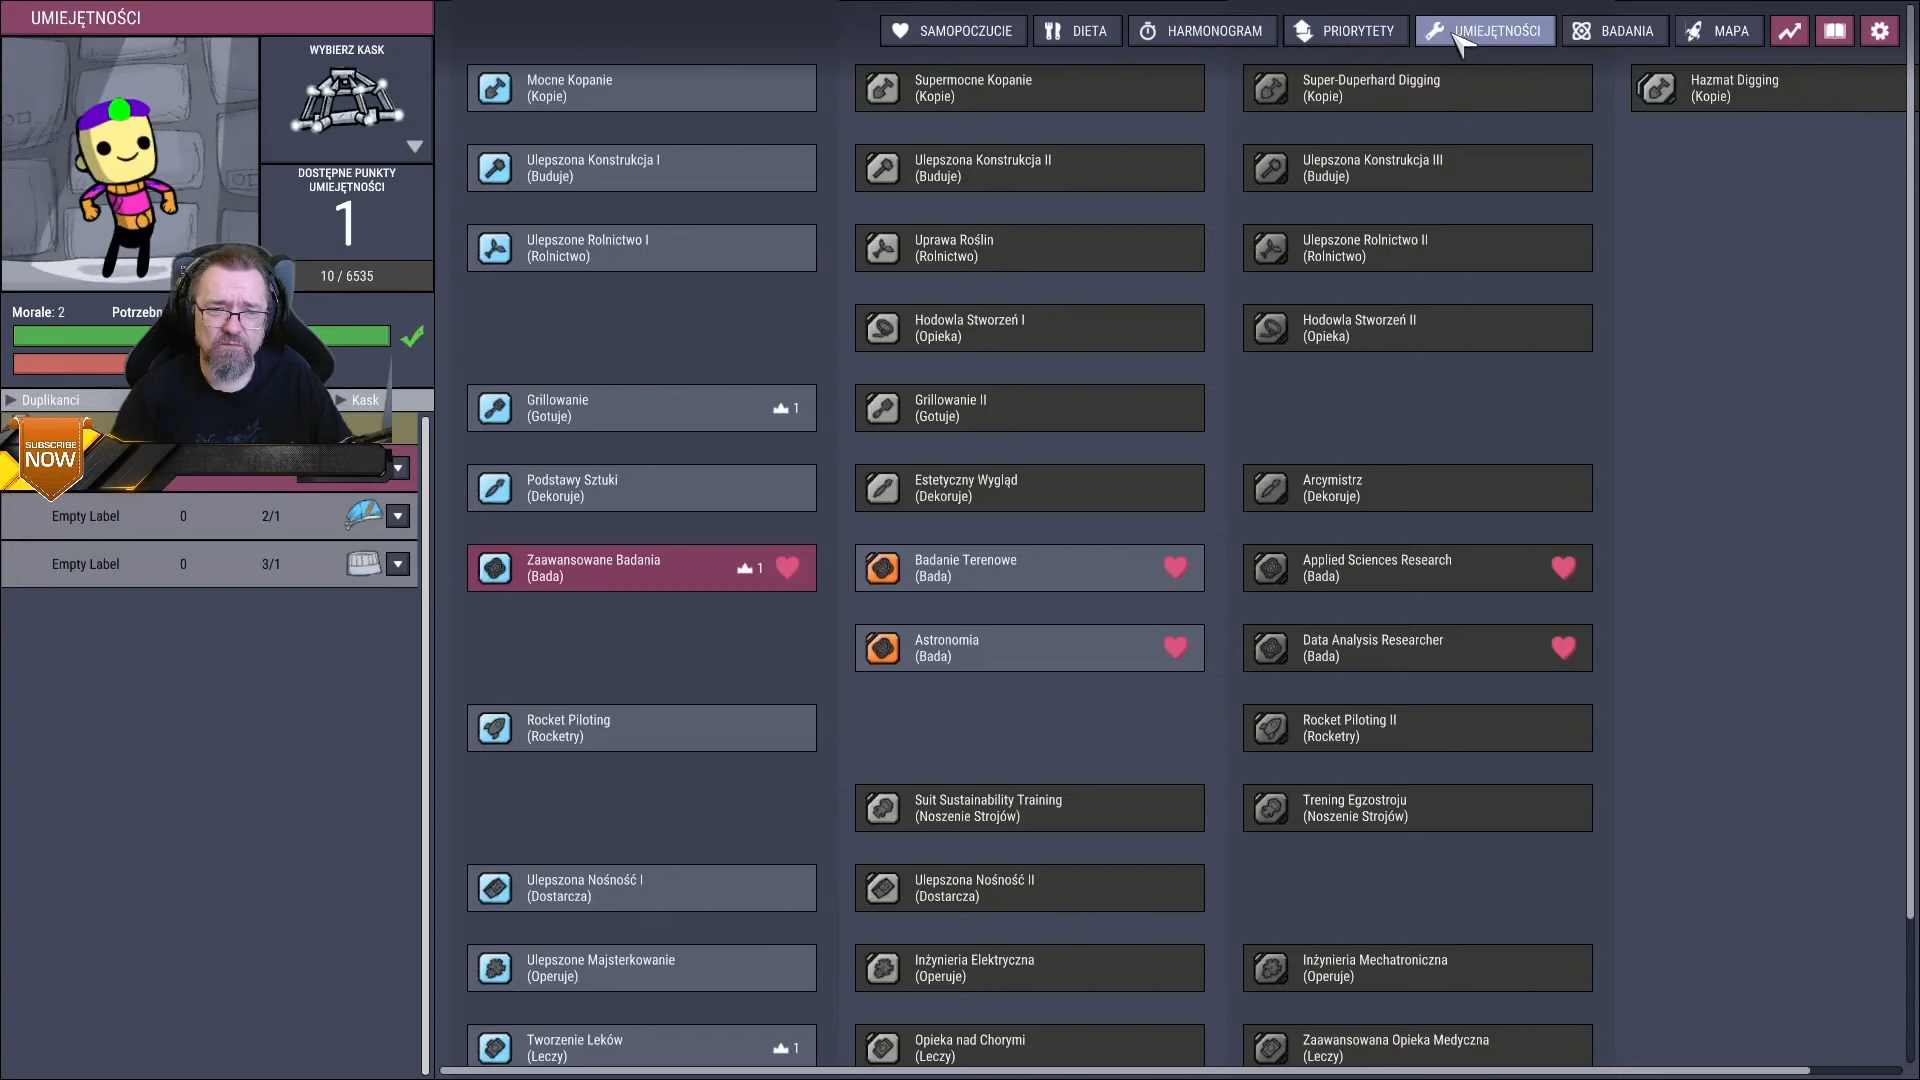 UMIEJĘTNOŚCI
SAMOPOCZUCIE
DIETA
HARMONOGRAM
PRIORYTETY
UMIEJĘTNOŚCI
BADANIA
MAPA
WYBIERZ KASK
DOSTĘPNE PUNKTY
UMIEJĘTNOŚCI
1
10 / 6535
Morale: 2
Potrzebn
Duplikanci
Kask
SUBSCRIBE
NOW
Empty Label 0 2/1
Empty Label 0 3/1
Mocne Kopanie
(Kopie)
Supermocne Kopanie
(Kopie)
Super-Duperhard Digging
(Kopie)
Hazmat Digging
(Kopie)
Ulepszona Konstrukcja I
(Buduje)
Ulepszona Konstrukcja II
(Buduje)
Ulepszona Konstrukcja III
(Buduje)
Ulepszone Rolnictwo I
(Rolnictwo)
Uprawa Roślin
(Rolnictwo)
Ulepszone Rolnictwo II
(Rolnictwo)
Hodowla Stworzeń I
(Opieka)
Hodowla Stworzeń II
(Opieka)
Grillowanie
(Gotuje)
1
Grillowanie II
(Gotuje)
Podstawy Sztuki
(Dekoruje)
Estetyczny Wygląd
(Dekoruje)
Arcymistrz
(Dekoruje)
Zaawansowane Badania
(Bada)
1
Badanie Terenowe
(Bada)
Applied Sciences Research
(Bada)
Astronomia
(Bada)
Data Analysis Researcher
(Bada)
Rocket Piloting
(Rocketry)
Rocket Piloting II
(Rocketry)
Suit Sustainability Training
(Noszenie Strojów)
Trening Egzostroju
(Noszenie Strojów)
Ulepszona Nośność I
(Dostarcza)
Ulepszona Nośność II
(Dostarcza)
Ulepszone Majsterkowanie
(Operuje)
Inżynieria Elektryczna
(Operuje)
Inżynieria Mechatroniczna
(Operuje)
Tworzenie Leków
(Leczy)
1
Opieka nad Chorymi
(Leczy)
Zaawansowana Opieka Medyczna
(Leczy)